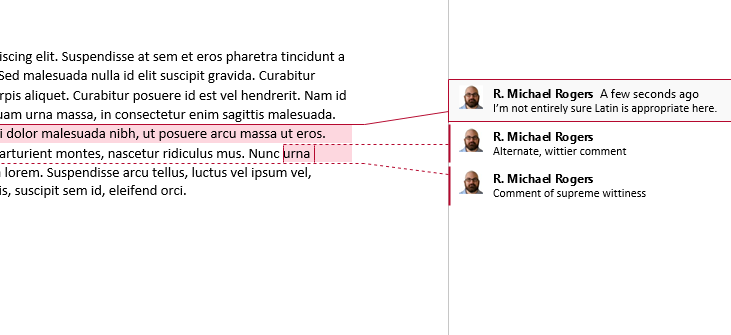 iscing elit. Suspendisse at sem et eros pharetra tincidunt a
Sed malesuada nulla id elit suscipit gravida. Curabitur
rpis aliquet. Curabitur posuere id est vel hendrerit. Nam id
uam urna massa, in consectetur enim sagittis malesuada.
i dolor malesuada nibh, ut posuere arcu massa ut eros.
arturient montes, nascetur ridiculus mus. Nunc urna
lorem. Suspendisse arcu tellus, luctus vel ipsum vel,
is, suscipit sem id, eleifend orci.
R. Michael Rogers A few seconds ago
I'm not entirely sure Latin is appropriate here.
R. Michael Rogers
Alternate, wittier comment
R. Michael Rogers
Comment of supreme wittiness